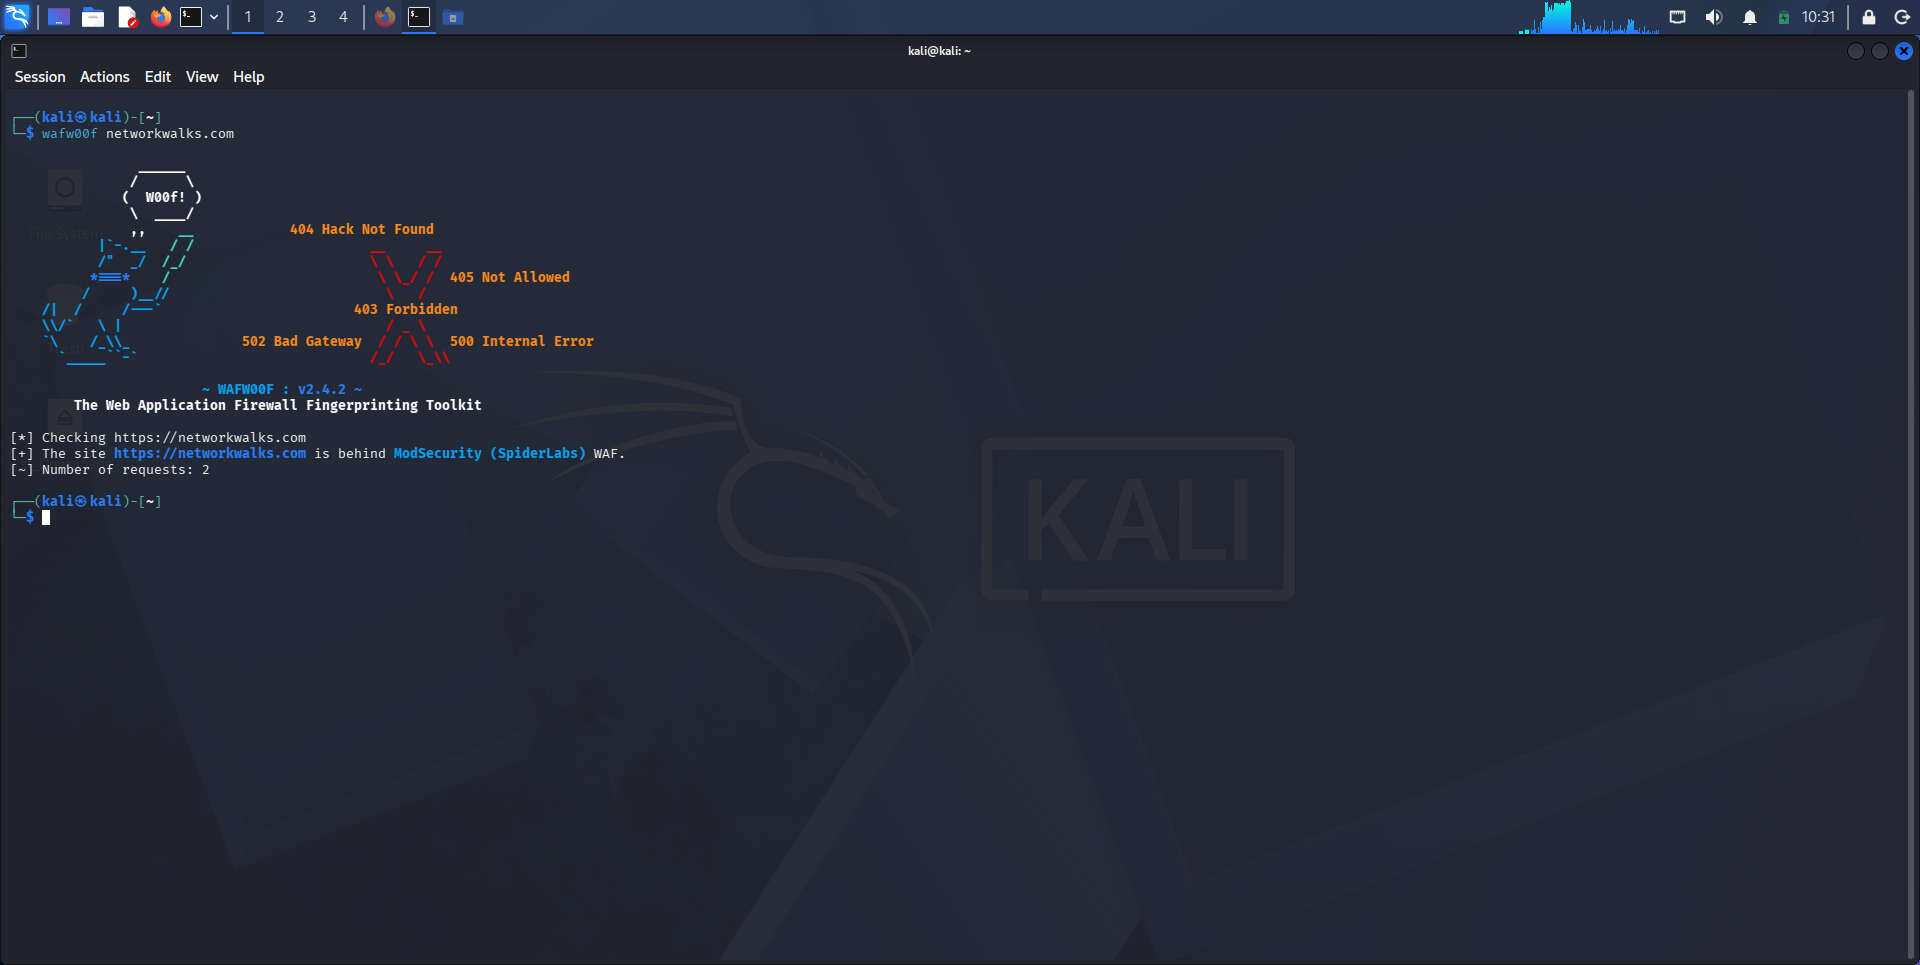 1 2 3 4 10:31
kali@kali: ~
Session Actions Edit View Help
┌──(kali㉿kali)-[~]
└─$ wafw00f networkwalks.com
( W00f! )
File System
404 Hack Not Found
405 Not Allowed
403 Forbidden
502 Bad Gateway 500 Internal Error
~ WAFW00F : v2.4.2 ~
The Web Application Firewall Fingerprinting Toolkit
[*] Checking https://networkwalks.com
[+] The site https://networkwalks.com is behind ModSecurity (SpiderLabs) WAF.
[~] Number of requests: 2
┌──(kali㉿kali)-[~]
└─$
KALI